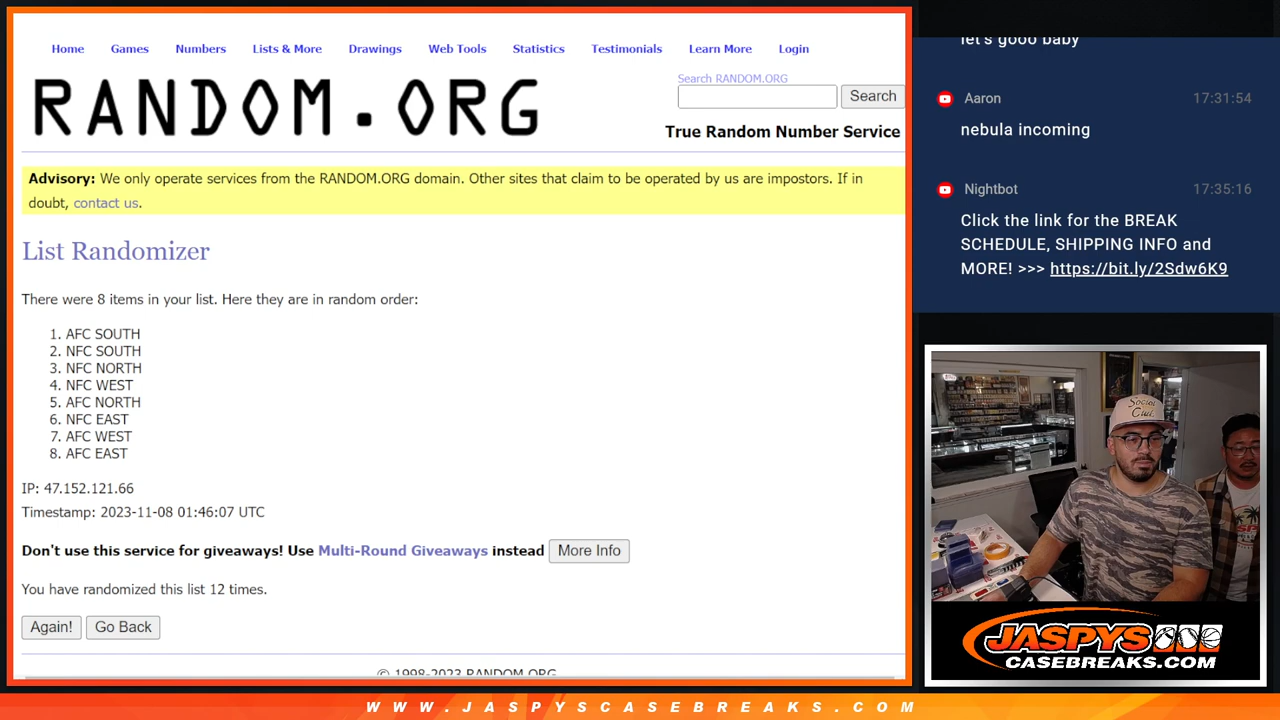 Home Games Numbers Lists & More Drawings Web Tools Statistics Testimonials Learn More Login
RANDOM.ORG
Search RANDOM.ORG
Search
True Random Number Service
Advisory: We only operate services from the RANDOM.ORG domain. Other sites that claim to be operated by us are impostors. If in
doubt, contact us.
List Randomizer
There were 8 items in your list. Here they are in random order:
1. AFC SOUTH
2. NFC SOUTH
3. NFC NORTH
4. NFC WEST
5. AFC NORTH
6. NFC EAST
7. AFC WEST
8. AFC EAST
IP: 47.152.121.66
Timestamp: 2023-11-08 01:46:07 UTC
Don't use this service for giveaways! Use Multi-Round Giveaways instead More Info
You have randomized this list 12 times.
Again! Go Back
© 1998-2023 RANDOM.ORG
let's gooo baby
Aaron 17:31:54
nebula incoming
Nightbot 17:35:16
Click the link for the BREAK
SCHEDULE, SHIPPING INFO and
MORE! >>> https://bit.ly/2Sdw6K9
Social
Club
JASPYS
CASEBREAKS.COM
WWW.JASPYSCASEBREAKS.COM